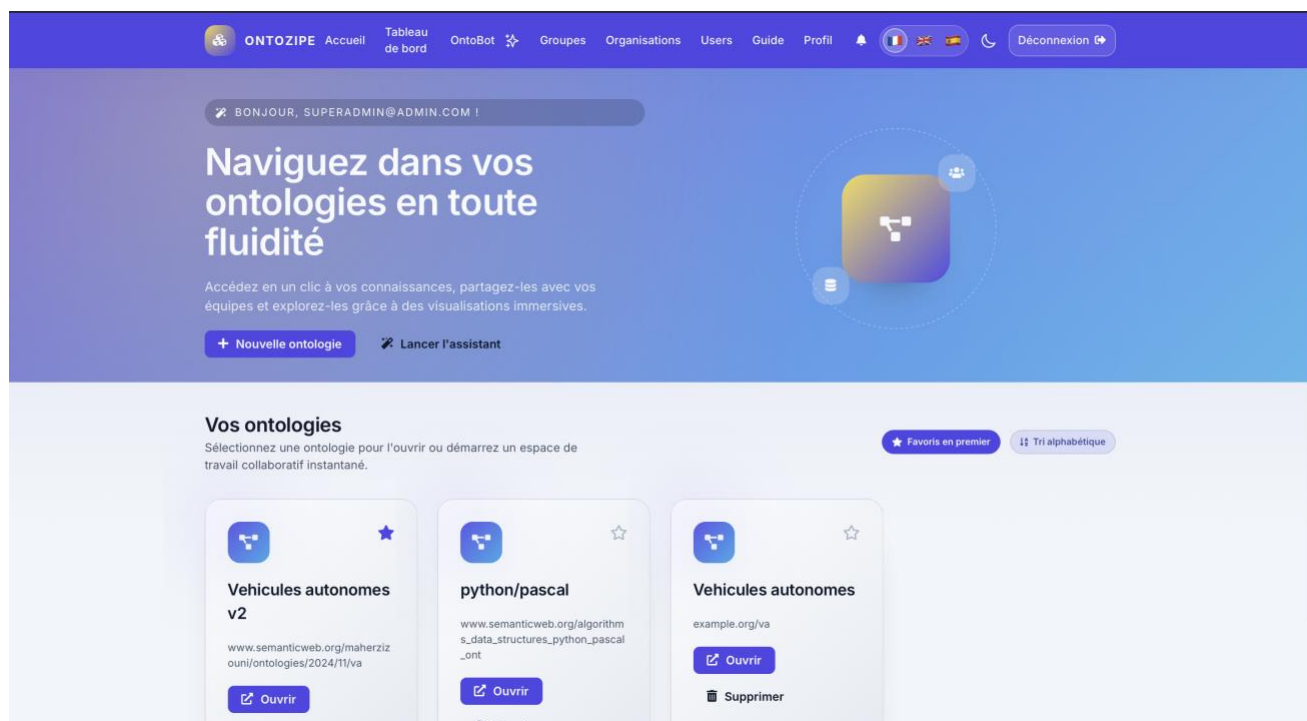 ONTOZIPE Accueil Tableau de bord OntoBot Groupes Organisations Users Guide Profil Déconnexion
BONJOUR, SUPERADMIN@ADMIN.COM !
Naviguez dans vos
ontologies en toute
fluidité
Accédez en un clic à vos connaissances, partagez-les avec vos
équipes et explorez-les grâce à des visualisations immersives.
Nouvelle ontologie Lancer l'assistant
Vos ontologies
Sélectionnez une ontologie pour l'ouvrir ou démarrez un espace de
travail collaboratif instantané.
Favoris en premier Tri alphabétique
Vehicules autonomes
v2
www.semanticweb.org/maherziz
ouni/ontologies/2024/11/va
Ouvrir
python/pascal
www.semanticweb.org/algorithm
s_data_structures_python_pascal
_ont
Ouvrir
Vehicules autonomes
example.org/va
Ouvrir
Supprimer